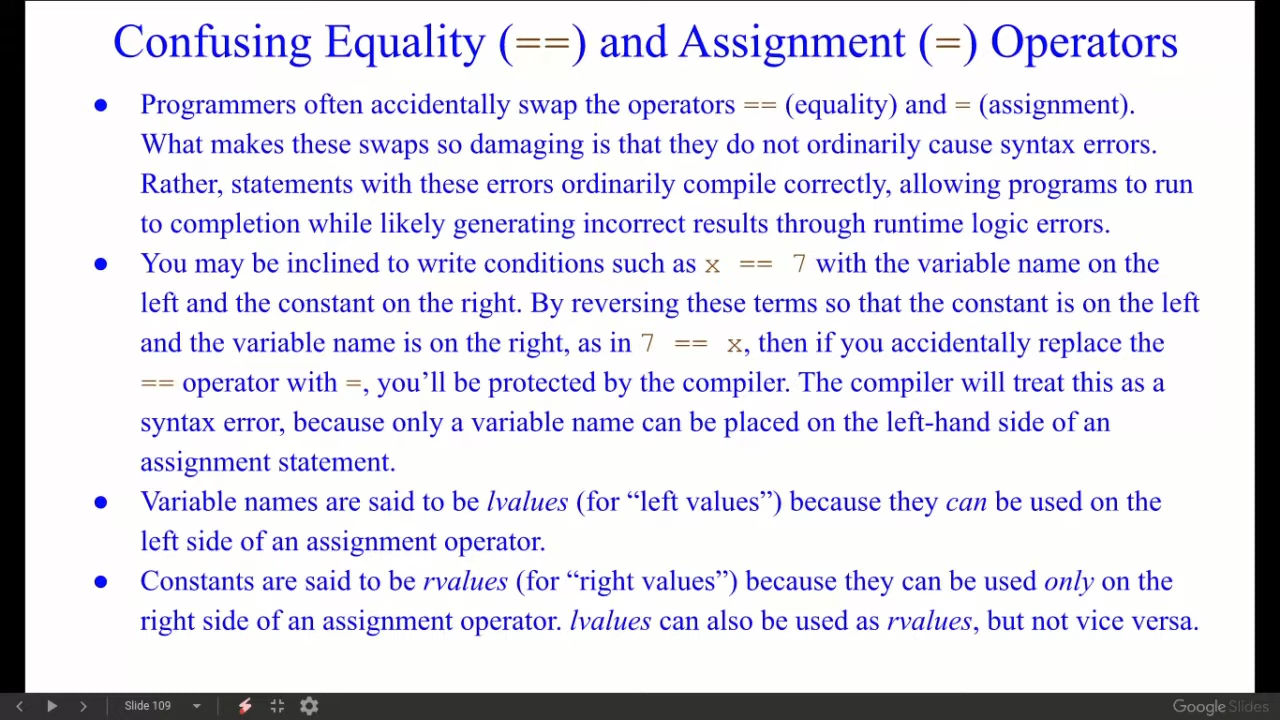 Confusing Equality (==) and Assignment (=) Operators
● Programmers often accidentally swap the operators == (equality) and = (assignment).
What makes these swaps so damaging is that they do not ordinarily cause syntax errors.
Rather, statements with these errors ordinarily compile correctly, allowing programs to run
to completion while likely generating incorrect results through runtime logic errors.
● You may be inclined to write conditions such as x == 7 with the variable name on the
left and the constant on the right. By reversing these terms so that the constant is on the left
and the variable name is on the right, as in 7 == x, then if you accidentally replace the
== operator with =, you’ll be protected by the compiler. The compiler will treat this as a
syntax error, because only a variable name can be placed on the left-hand side of an
assignment statement.
● Variable names are said to be lvalues (for “left values”) because they can be used on the
left side of an assignment operator.
● Constants are said to be rvalues (for “right values”) because they can be used only on the
right side of an assignment operator. lvalues can also be used as rvalues, but not vice versa.
Slide 109
Google Slides